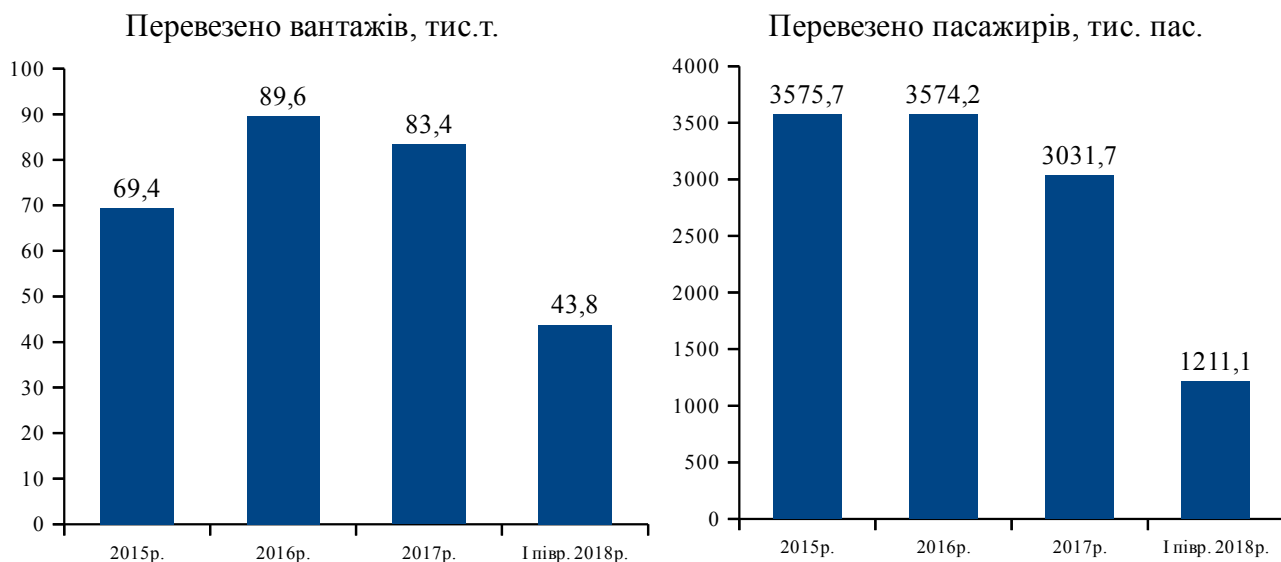 Перевезено вантажів, тис.т.
100
90
80
70
60
50
40
30
20
10
0
69,4
89,6
83,4
43,8
2015р.
2016р.
2017р.
І півр. 2018р.
Перевезено пасажирів, тис. пас.
4000
3500
3000
2500
2000
1500
1000
500
0
3575,7
3574,2
3031,7
1211,1
2015р.
2016р.
2017р.
І півр. 2018р.